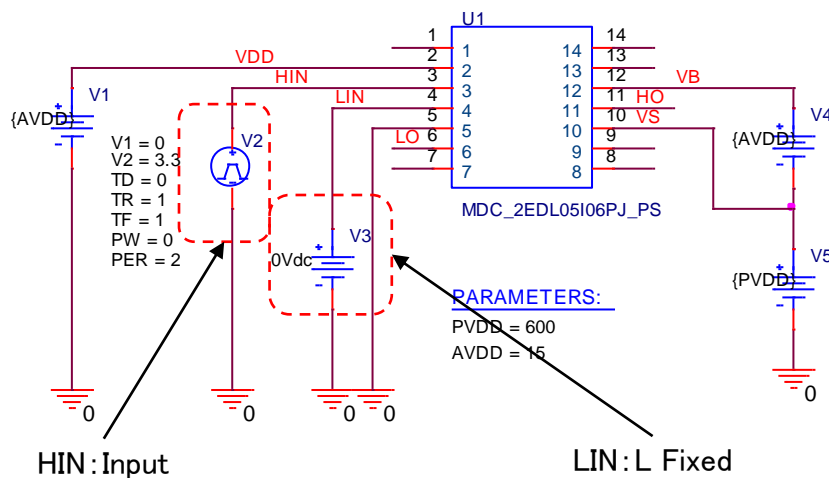 U1
1 1 14 14
2 VDD 2 13 13
3 HIN 3 12 12 VB
4 LIN 4 11 11 HO
5 5 10 10 VS
LO 6 6 9 9
7 7 8 8
MDC_2EDL05I06PJ_PS
V1
{AVDD}
V1 = 0
V2 = 3.3
TD = 0
TR = 1
TF = 1
PW = 0
PER = 2
V2
V3
0Vdc
V4
{AVDD}
V5
{PVDD}
PARAMETERS:
PVDD = 600
AVDD = 15
0
0
0
0
0
HIN:Input
LIN:L Fixed